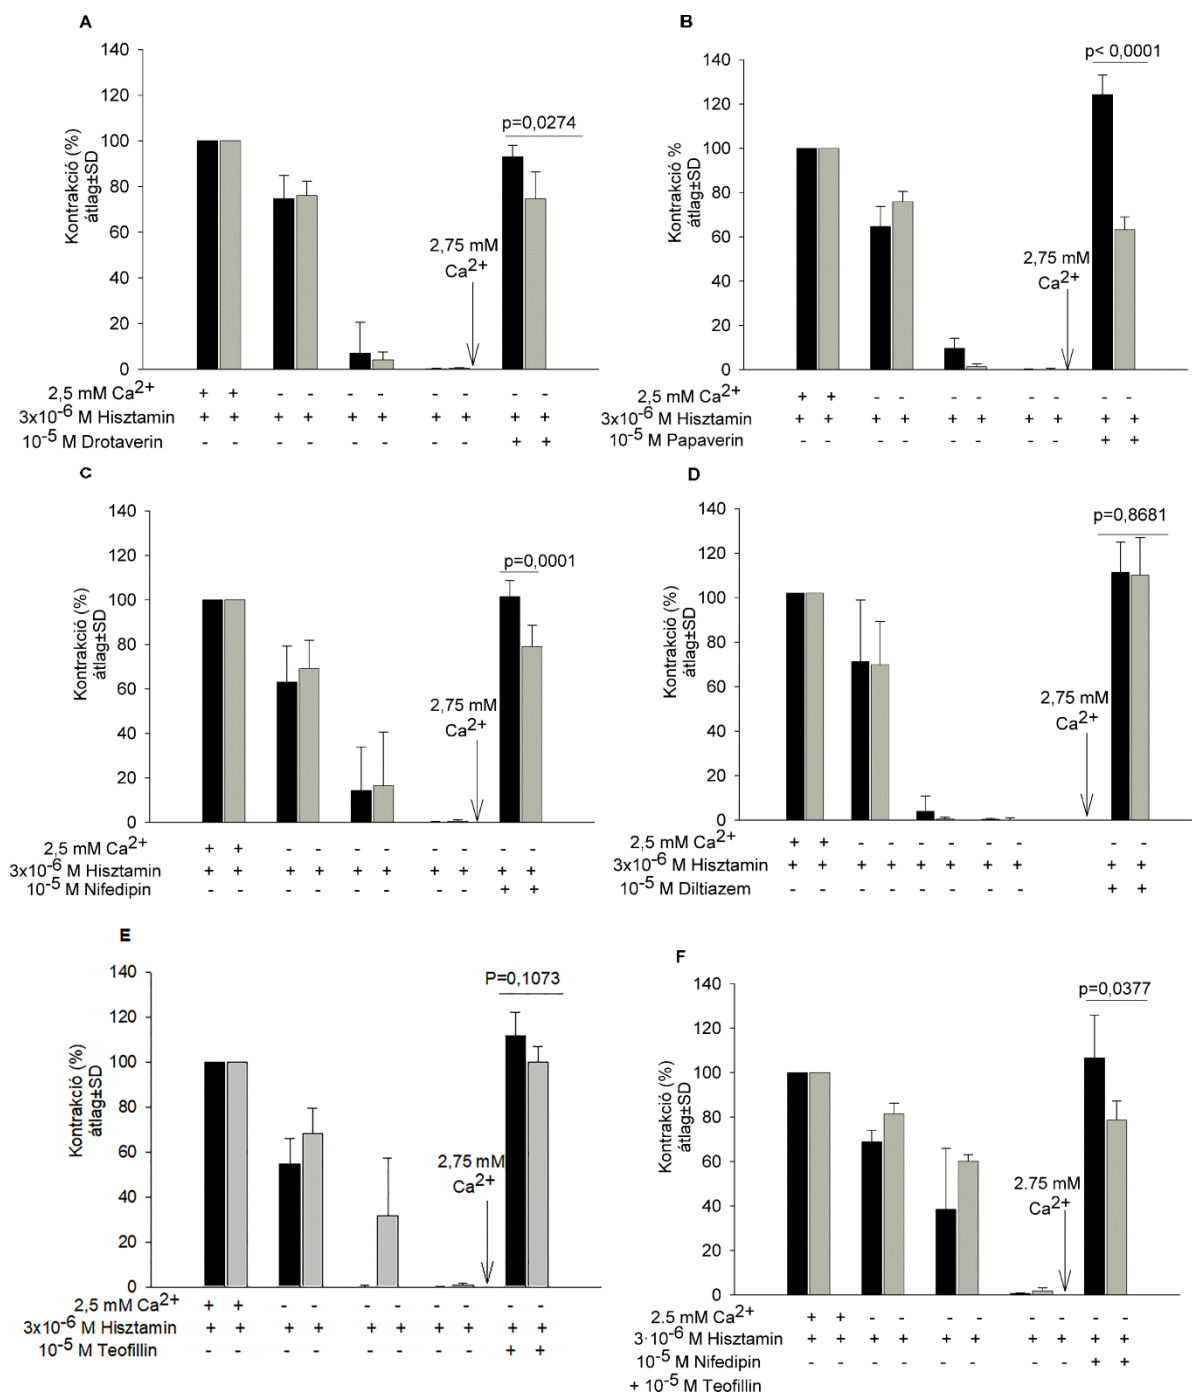 A
140
120
100
80
60
40
20
0
Kontrakció (%)
átlag±SD
p=0,0274
2,75 mM
Ca2+
2,5 mM Ca2+ + + - - - - - - - -
3x10-6 M Hisztamin + + + + + + + + + +
10-5 M Drotaverin - - - - - - - - + +
B
140
120
100
80
60
40
20
0
Kontrakció %
átlag±SD
p< 0,0001
2,75 mM
Ca2+
2,5 mM Ca2+ + + - - - - - - - -
3x10-6 M Hisztamin + + + + + + + + + +
10-5 M Papaverin - - - - - - - - + +
C
140
120
100
80
60
40
20
0
Kontrakció (%)
átlag±SD
p=0,0001
2,75 mM
Ca2+
2,5 mM Ca2+ + + - - - - - - - -
3x10-6 M Hisztamin + + + + + + + + + +
10-5 M Nifedipin - - - - - - - - + +
D
140
120
100
80
60
40
20
0
Kontrakció (%)
átlag±SD
p=0,8681
2,75 mM
Ca2+
2,5 mM Ca2+ + + - - - - - - - -
3x10-6 M Hisztamin + + + + + + + + + +
10-5 M Diltiazem - - - - - - - - + +
E
140
120
100
80
60
40
20
0
Kontrakció (%)
átlag±SD
P=0,1073
2,75 mM
Ca2+
2,5 mM Ca2+ + + - - - - - - - -
3x10-6 M Hisztamin + + + + + + + + + +
10-5 M Teofillin - - - - - - - - + +
F
140
120
100
80
60
40
20
0
Kontrakció (%)
átlag±SD
p=0,0377
2.75 mM
Ca2+
2.5 mM Ca2+ + + - - - - - - - -
3·10-6 M Hisztamin + + + + + + + + + +
10-5 M Nifedipin - - - - - - - - + +
+ 10-5 M Teofillin